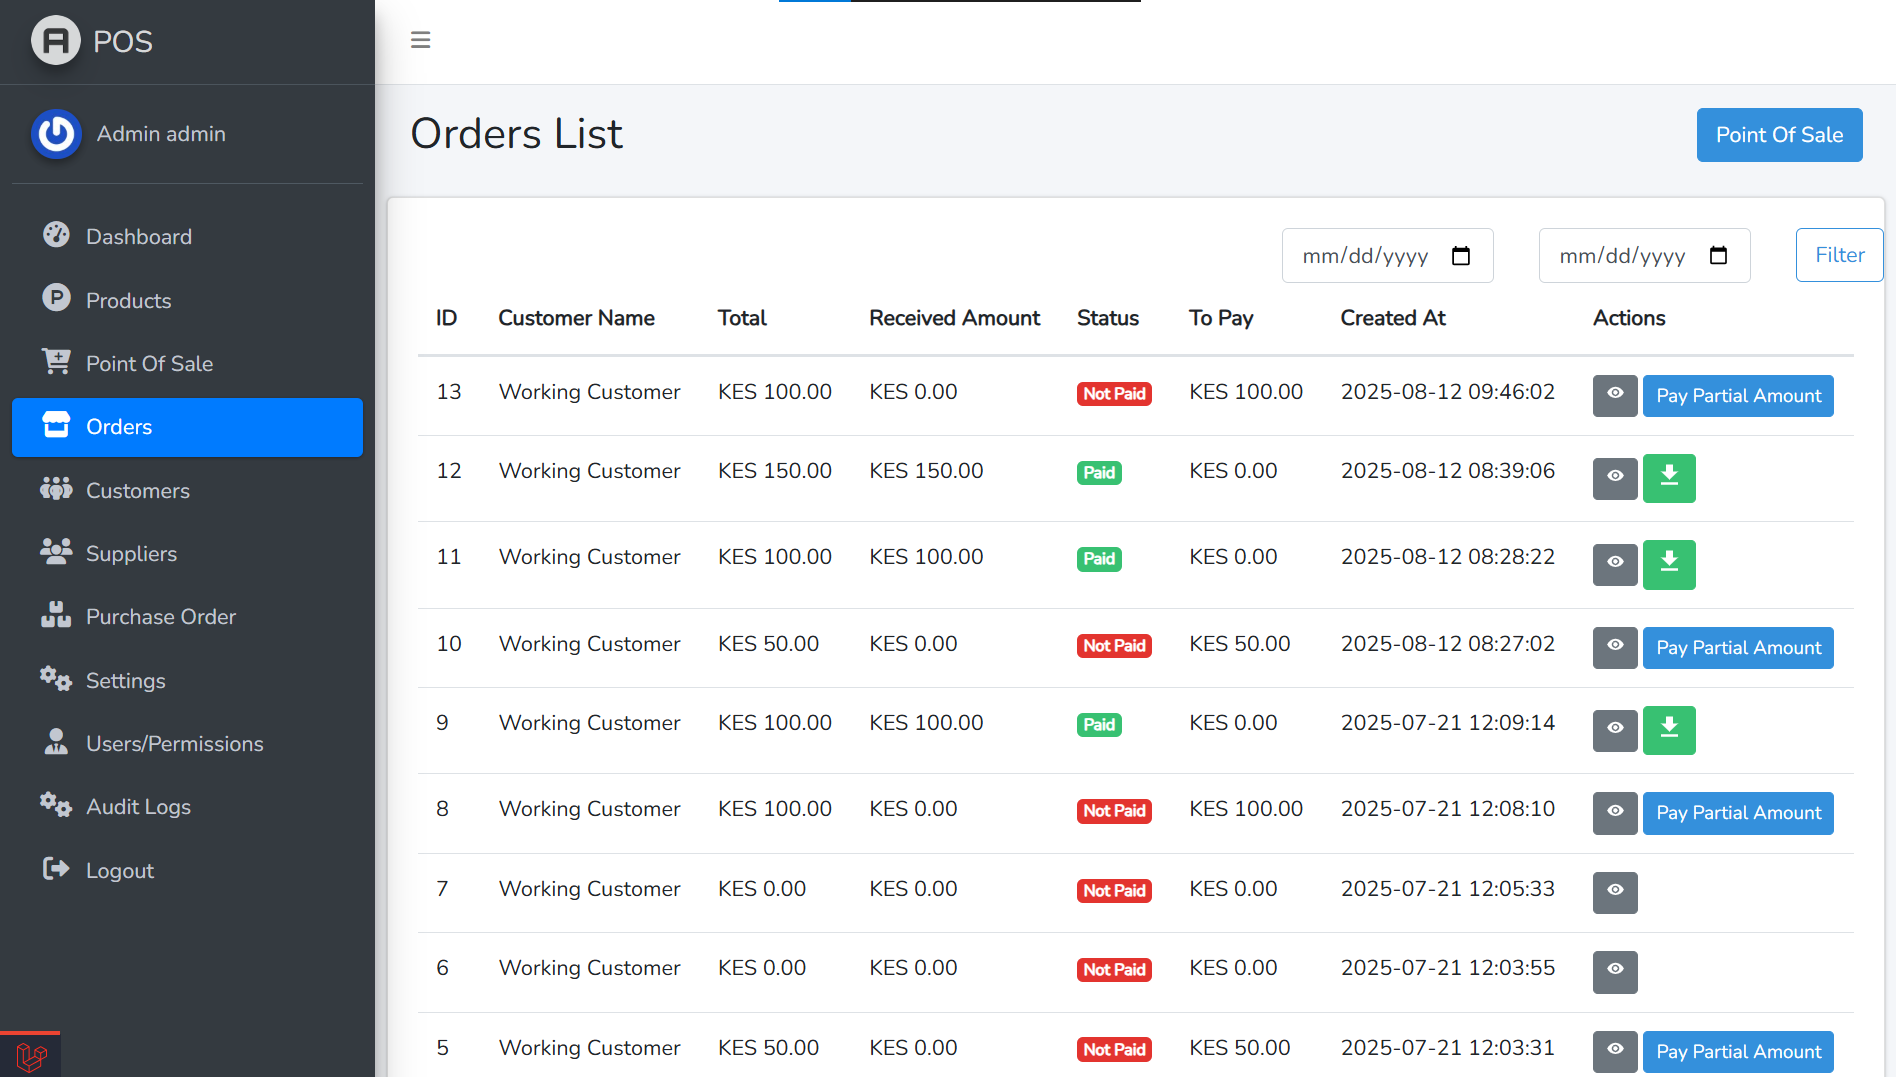 POS
Admin admin
Dashboard
Products
Point Of Sale
Orders
Customers
Suppliers
Purchase Order
Settings
Users/Permissions
Audit Logs
Logout
Orders List
Point Of Sale
mm/dd/yyyy mm/dd/yyyy Filter
ID Customer Name Total Received Amount Status To Pay Created At Actions
13 Working Customer KES 100.00 KES 0.00 Not Paid KES 100.00 2025-08-12 09:46:02 Pay Partial Amount
12 Working Customer KES 150.00 KES 150.00 Paid KES 0.00 2025-08-12 08:39:06
11 Working Customer KES 100.00 KES 100.00 Paid KES 0.00 2025-08-12 08:28:22
10 Working Customer KES 50.00 KES 0.00 Not Paid KES 50.00 2025-08-12 08:27:02 Pay Partial Amount
9 Working Customer KES 100.00 KES 100.00 Paid KES 0.00 2025-07-21 12:09:14
8 Working Customer KES 100.00 KES 0.00 Not Paid KES 100.00 2025-07-21 12:08:10 Pay Partial Amount
7 Working Customer KES 0.00 KES 0.00 Not Paid KES 0.00 2025-07-21 12:05:33
6 Working Customer KES 0.00 KES 0.00 Not Paid KES 0.00 2025-07-21 12:03:55
5 Working Customer KES 50.00 KES 0.00 Not Paid KES 50.00 2025-07-21 12:03:31 Pay Partial Amount